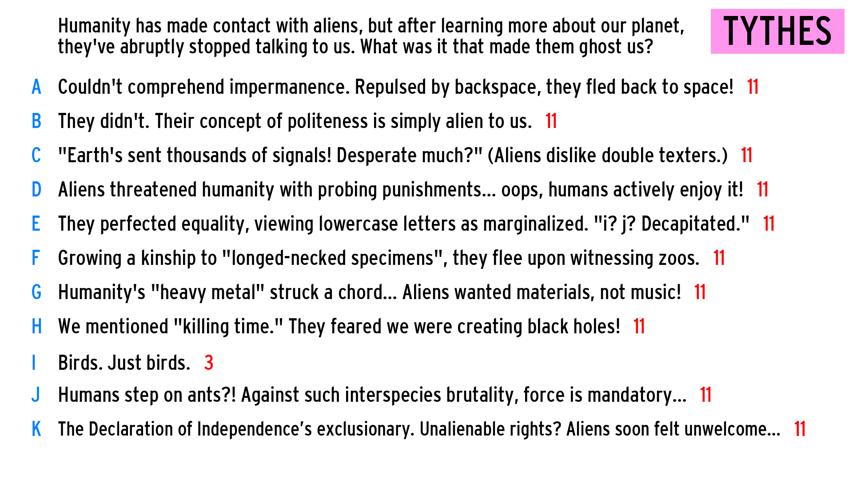 Humanity has made contact with aliens, but after learning more about our planet,
they've abruptly stopped talking to us. What was it that made them ghost us?
TYTHES
A Couldn't comprehend impermanence. Repulsed by backspace, they fled back to space! 11
B They didn't. Their concept of politeness is simply alien to us. 11
C "Earth's sent thousands of signals! Desperate much?" (Aliens dislike double texters.) 11
D Aliens threatened humanity with probing punishments... oops, humans actively enjoy it! 11
E They perfected equality, viewing lowercase letters as marginalized. "i? j? Decapitated." 11
F Growing a kinship to "longed-necked specimens", they flee upon witnessing zoos. 11
G Humanity's "heavy metal" struck a chord... Aliens wanted materials, not music! 11
H We mentioned "killing time." They feared we were creating black holes! 11
I Birds. Just birds. 3
J Humans step on ants?! Against such interspecies brutality, force is mandatory... 11
K The Declaration of Independence's exclusionary. Unalienable rights? Aliens soon felt unwelcome... 11